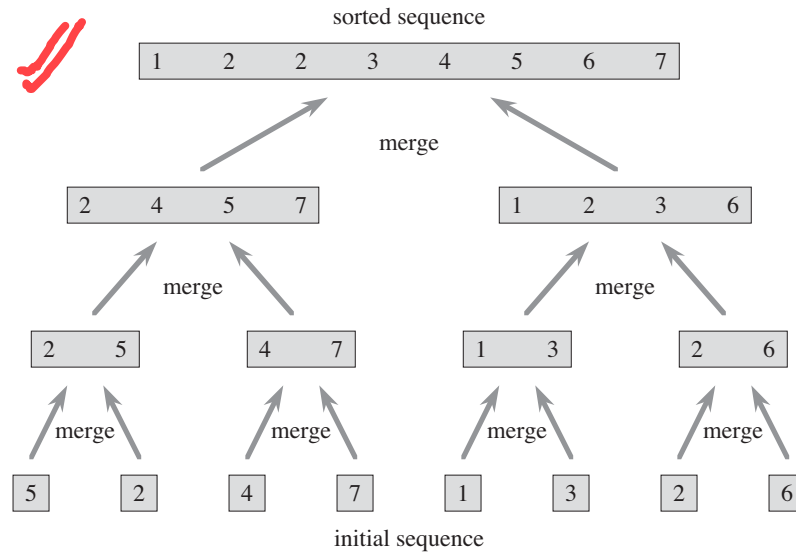 sorted sequence
1 2 2 3 4 5 6 7
merge
2 4 5 7 1 2 3 6
merge merge
2 5 4 7 1 3 2 6
merge merge merge merge
5 2 4 7 1 3 2 6
initial sequence